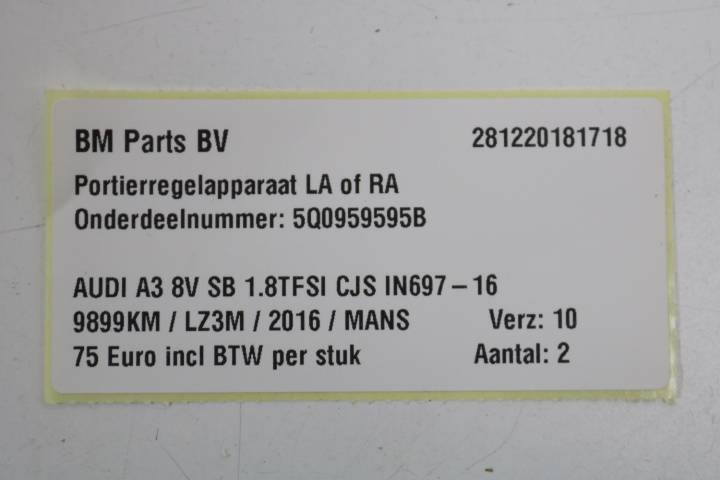 BM Parts BV 281220181718
Portierregelapparaat LA of RA
Onderdeelnummer: 5Q0959595B
AUDI A3 8V SB 1.8TFSI CJS IN697-16
9899KM / LZ3M / 2016 / MANS Verz: 10
75 Euro incl BTW per stuk Aantal: 2